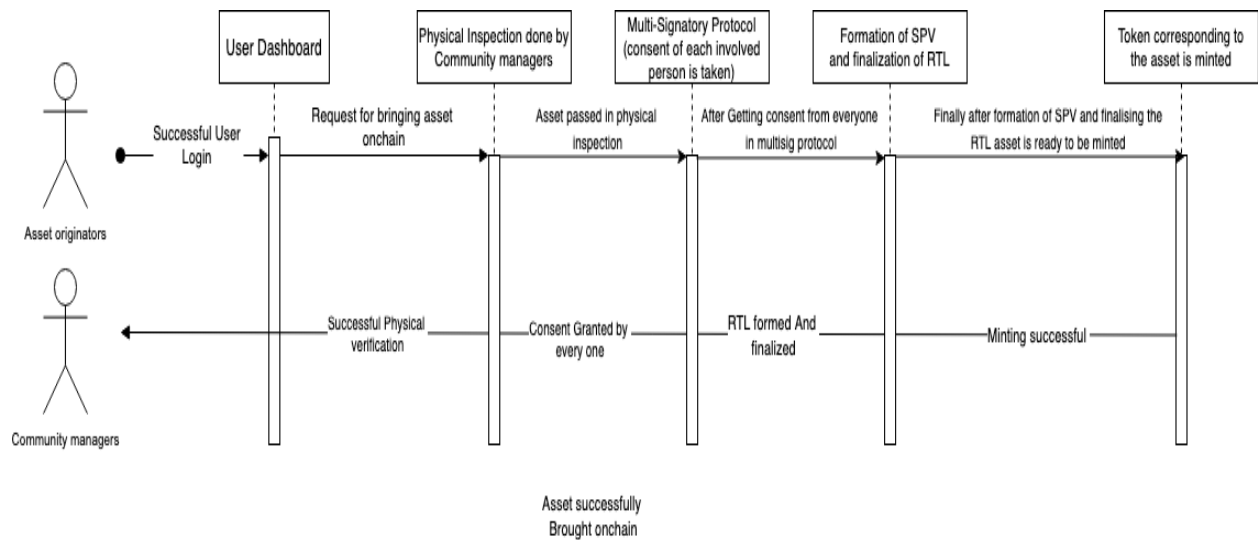 User Dashboard
Physical Inspection done by
Community managers
Multi-Signatory Protocol
(consent of each involved
person is taken)
Formation of SPV
and finalization of RTL
Token corresponding to
the asset is minted
Successful User
Login
Request for bringing asset
onchain
Asset passed in physical
inspection
After Getting consent from everyone
in multisig protocol
Finally after formation of SPV and finalising the
RTL asset is ready to be minted
Asset originators
Successful Physical
verification
Consent Granted by
every one
RTL formed And
finalized
Minting successful
Community managers
Asset successfully
Brought onchain